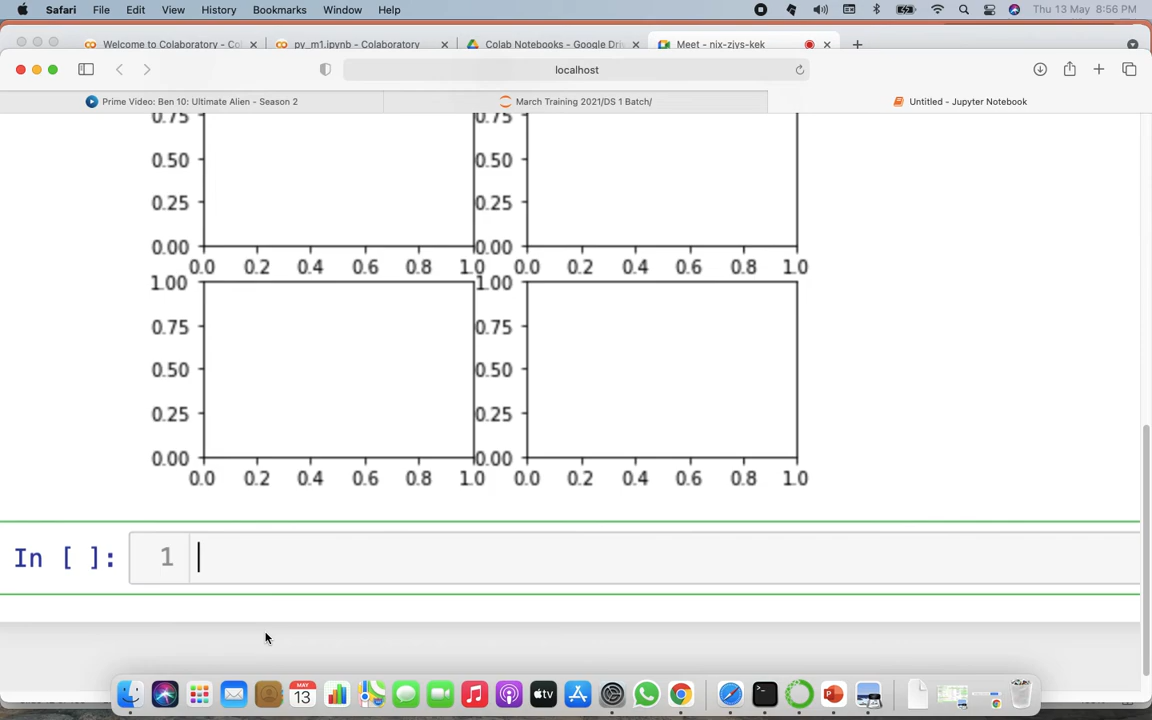 Safari File Edit View History Bookmarks Window Help Thu 13 May 8:56 PM
Welcome to Colaboratory - Co py_m1.ipynb - Colaboratory Colab Notebooks - Google Dri Meet - nix-zjys-kek
localhost
Prime Video: Ben 10: Ultimate Alien - Season 2 March Training 2021/DS 1 Batch/ Untitled - Jupyter Notebook
0.75 0.75
0.50 0.50
0.25 0.25
0.00 0.00
0.0 0.2 0.4 0.6 0.8 1.0 0.0 0.2 0.4 0.6 0.8 1.0
1.00 1.00
0.75 0.75
0.50 0.50
0.25 0.25
0.00 0.00
0.0 0.2 0.4 0.6 0.8 1.0 0.0 0.2 0.4 0.6 0.8 1.0
In [ ]: 1
MAY
13
tv